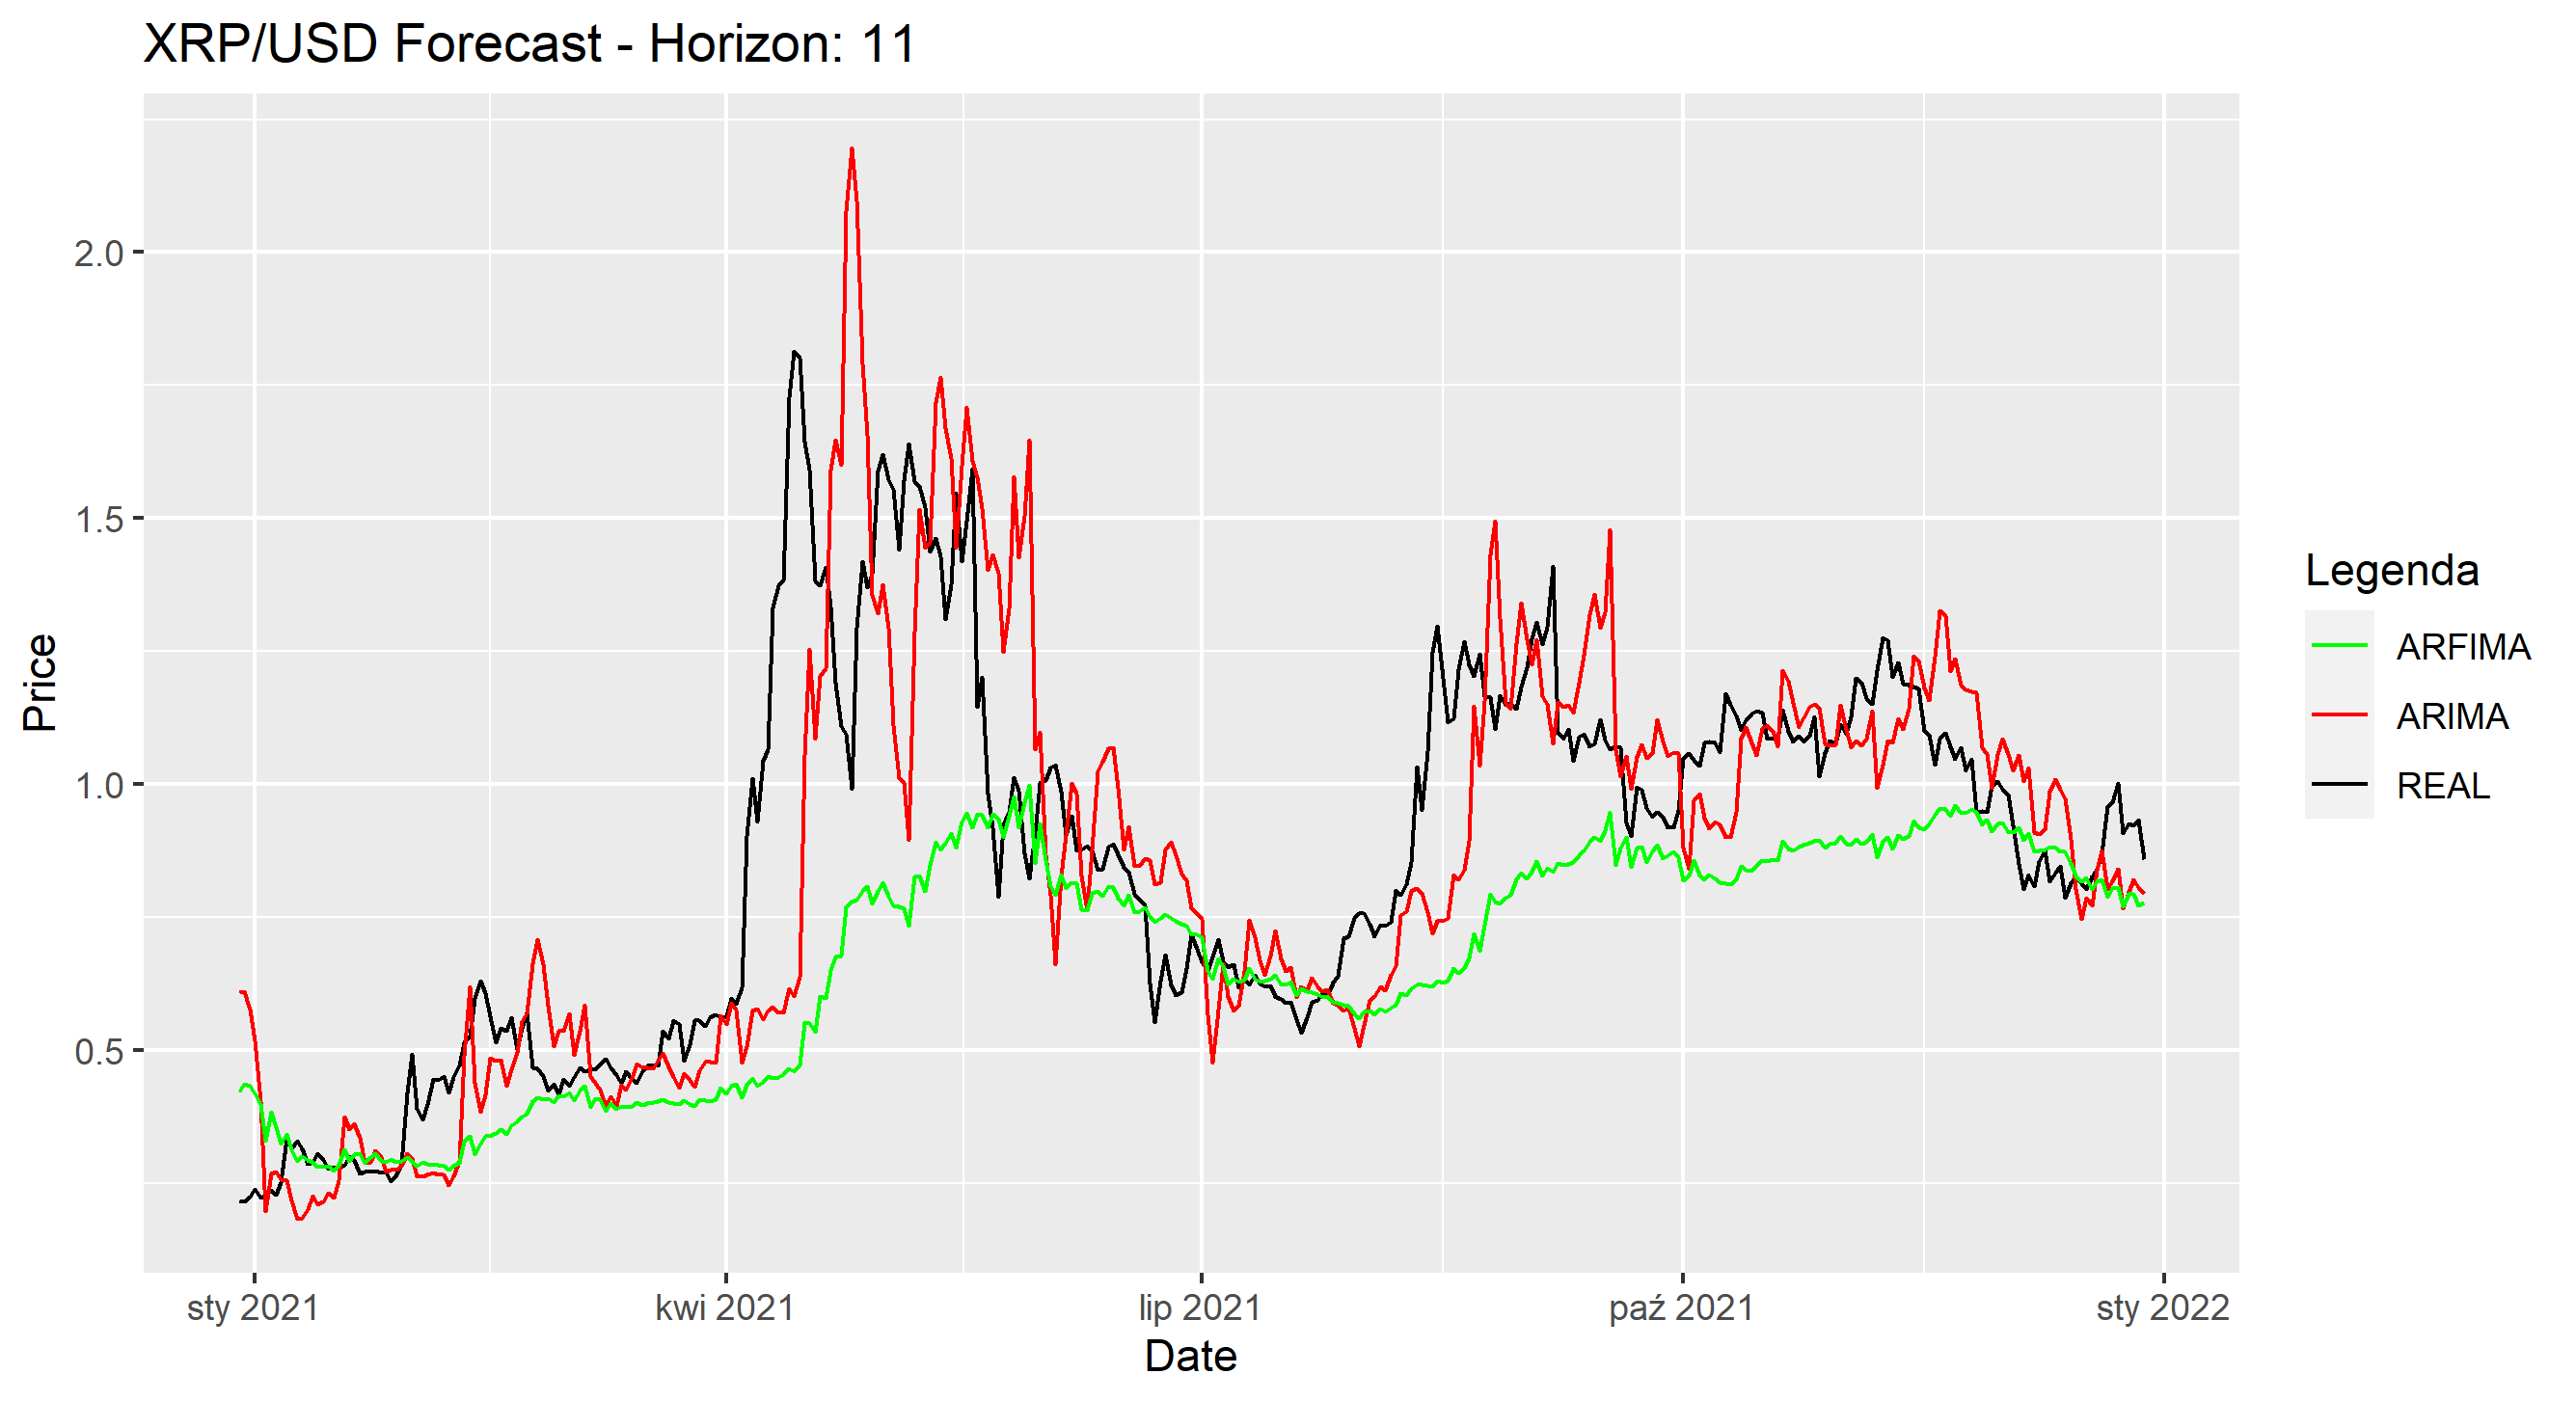 XRP/USD Forecast - Horizon: 11
Price
2.0
1.5
1.0
0.5
sty 2021
kwi 2021
lip 2021
paź 2021
sty 2022
Date
Legenda
ARFIMA
ARIMA
REAL